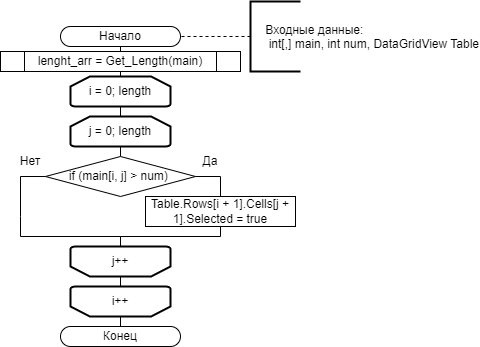 Начало
Входные данные:
int[,] main, int num, DataGridView Table
lenght_arr = Get_Length(main)
i = 0; length
j = 0; length
Нет
Да
if (main[i, j] > num)
Table.Rows[i + 1].Cells[j +
1].Selected = true
j++
i++
Конец